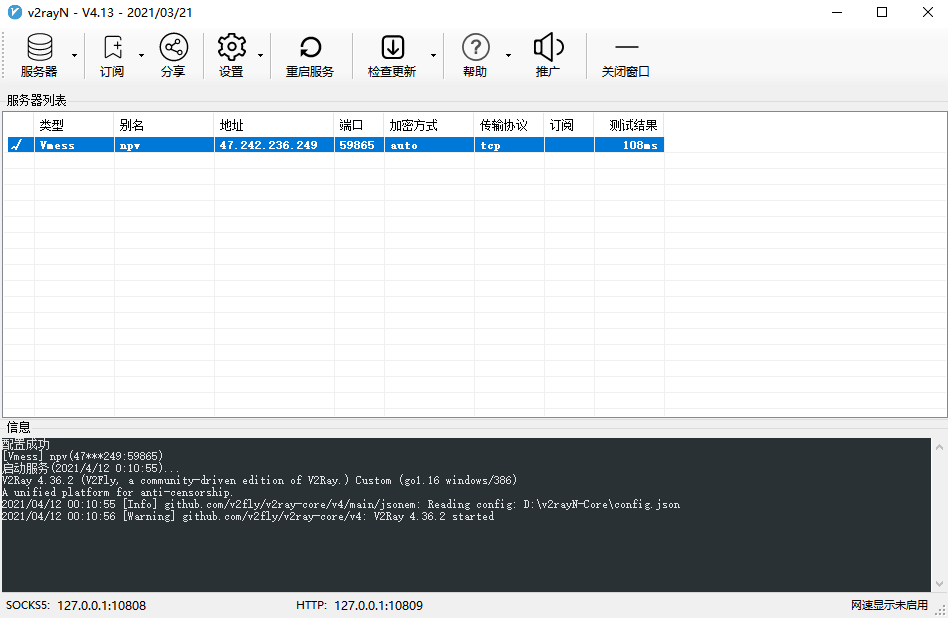 v2rayN - V4.13 - 2021/03/21
服务器 订阅 分享 设置 重启服务 检查更新 帮助 推广 关闭窗口
服务器列表
类型 别名 地址 端口 加密方式 传输协议 订阅 测试结果
Vmess npv 47.242.236.249 59865 auto tcp 108ms
信息
配置成功
[Vmess] npv(47***249:59865)
启动服务(2021/4/12 0:10:55)...
V2Ray 4.36.2 (V2Fly, a community-driven edition of V2Ray.) Custom (go1.16 windows/386)
A unified platform for anti-censorship.
2021/04/12 00:10:55 [Info] github.com/v2fly/v2ray-core/v4/main/jsonem: Reading config: D:\v2rayN-Core\config.json
2021/04/12 00:10:56 [Warning] github.com/v2fly/v2ray-core/v4: V2Ray 4.36.2 started
SOCKS5: 127.0.0.1:10808 HTTP: 127.0.0.1:10809 网速显示未启用